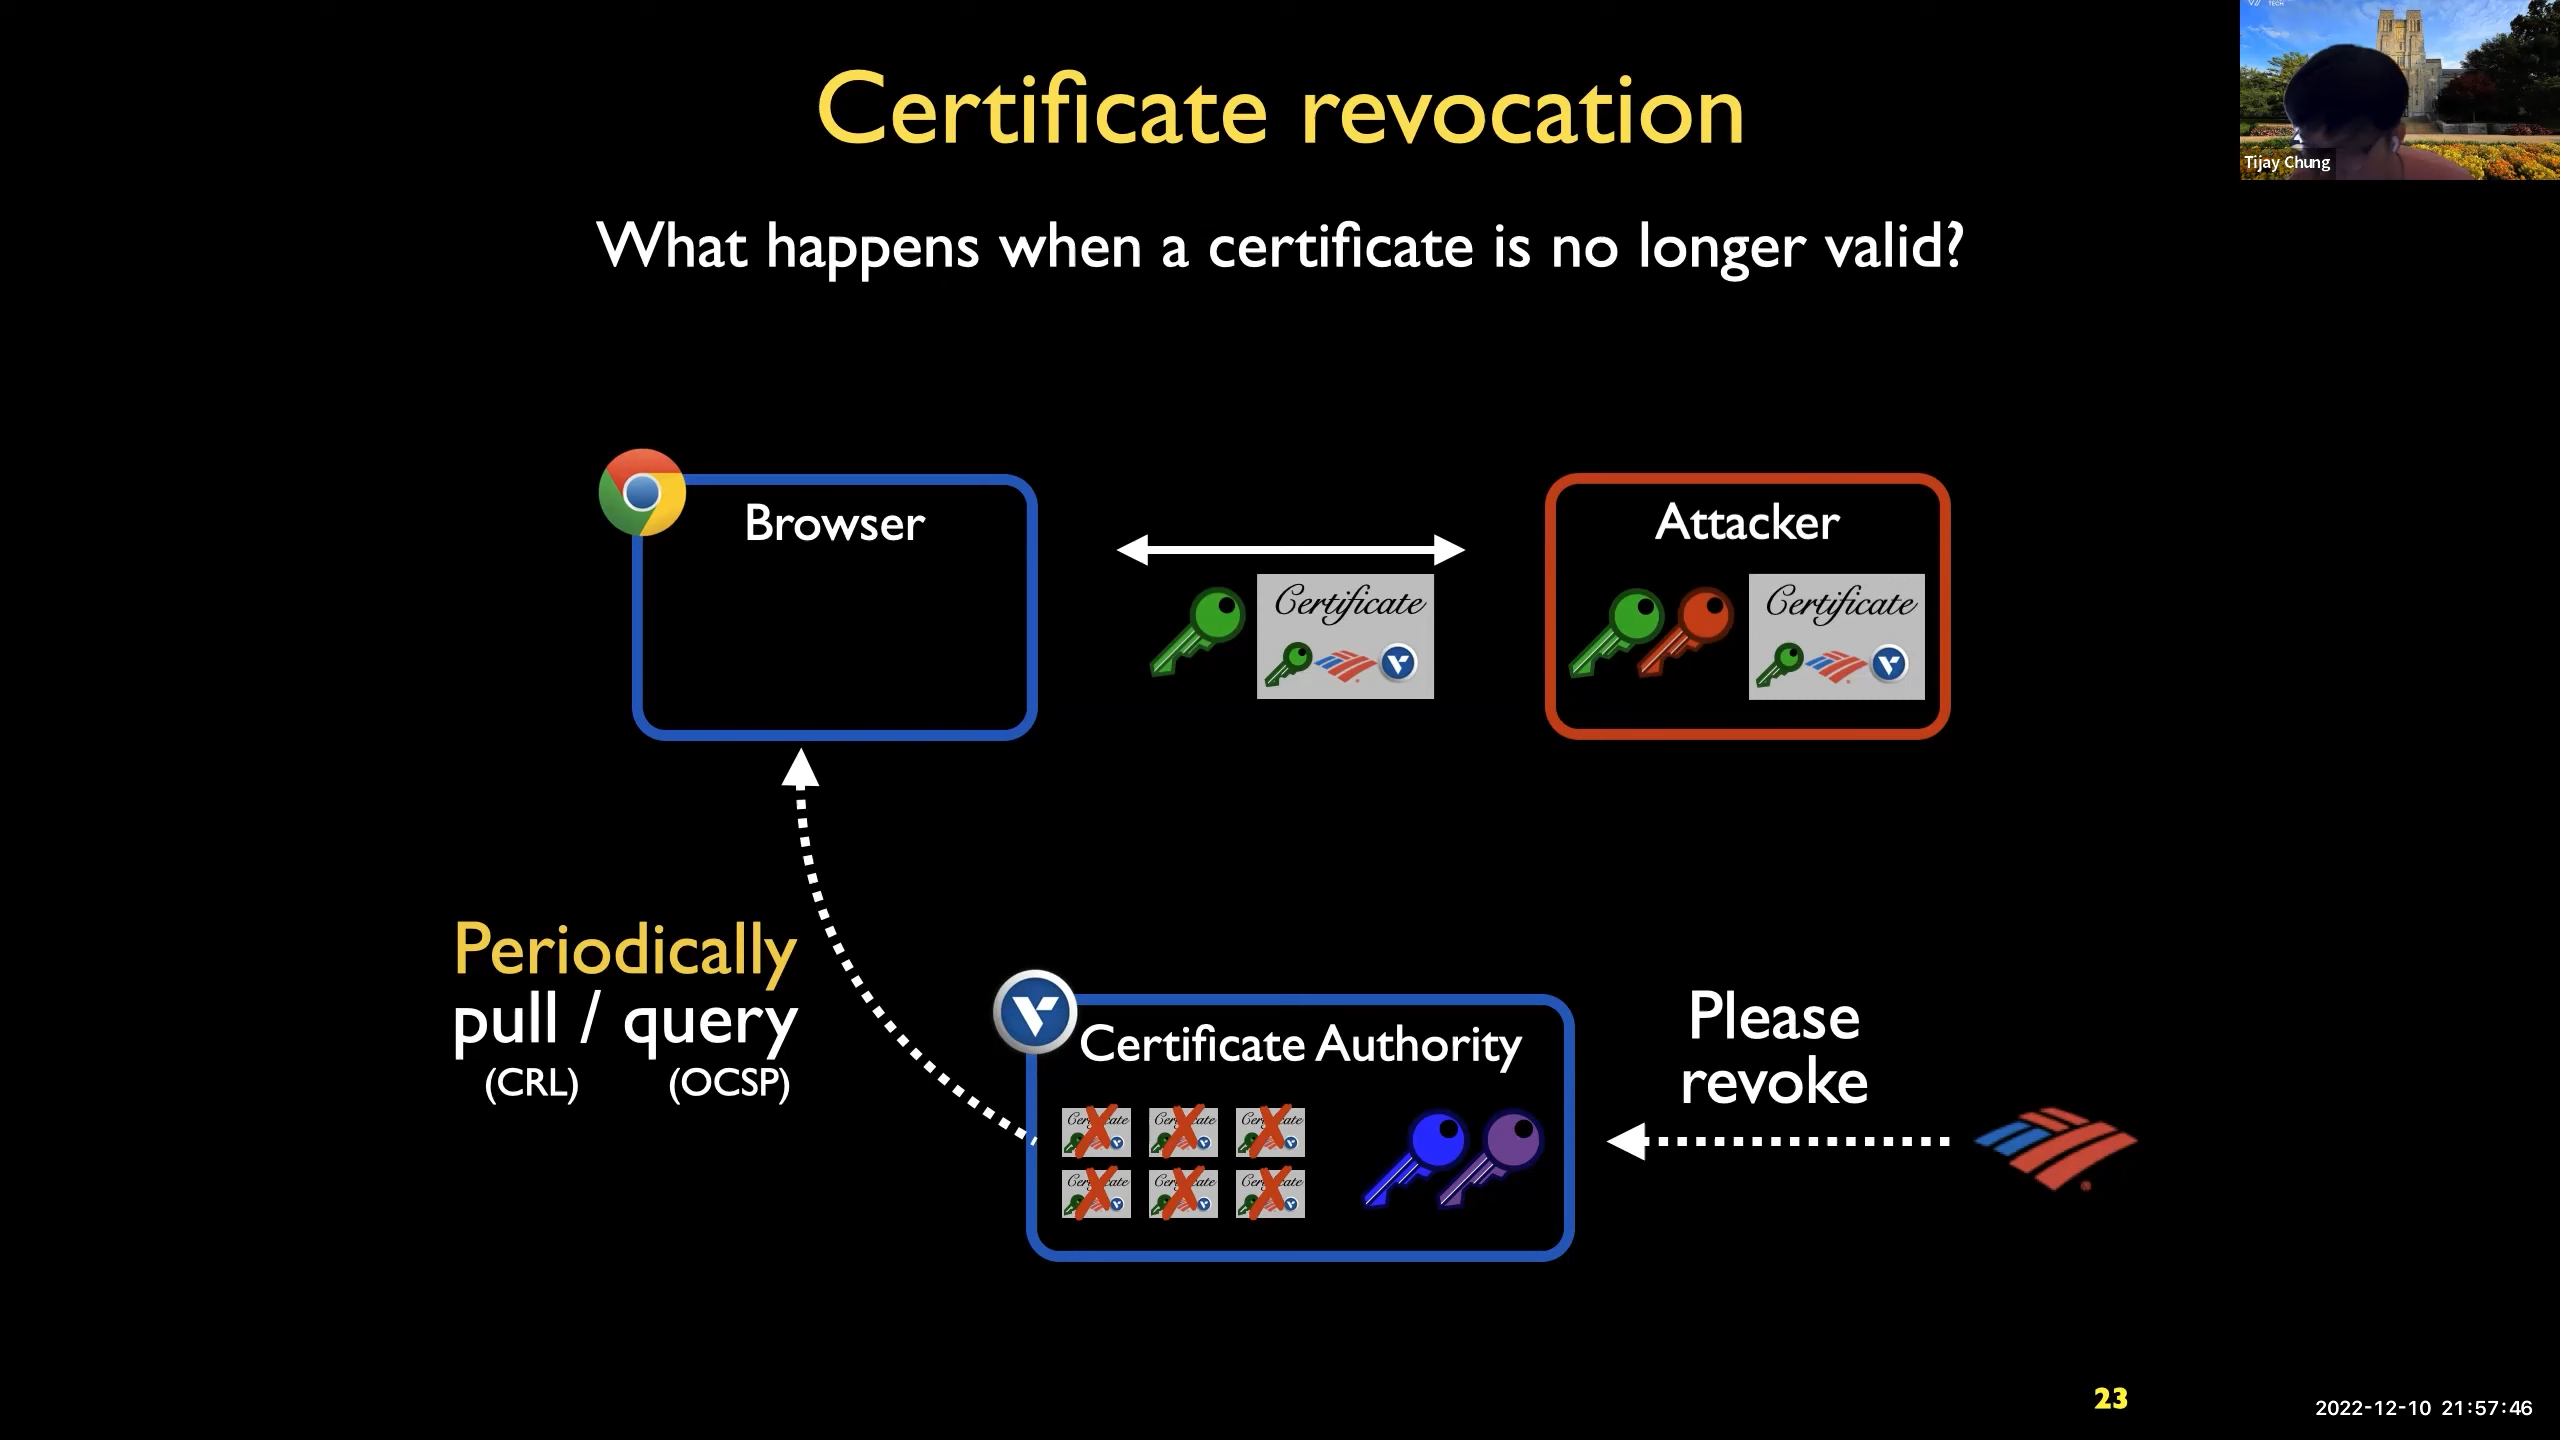 Certificate revocation
TECH
Tijay Chung
What happens when a certificate is no longer valid?
Browser
Attacker
Certificate
Certificate
Periodically
pull / query
(CRL) (OCSP)
Certificate Authority
Please
revoke
23
2022-12-10 21:57:46